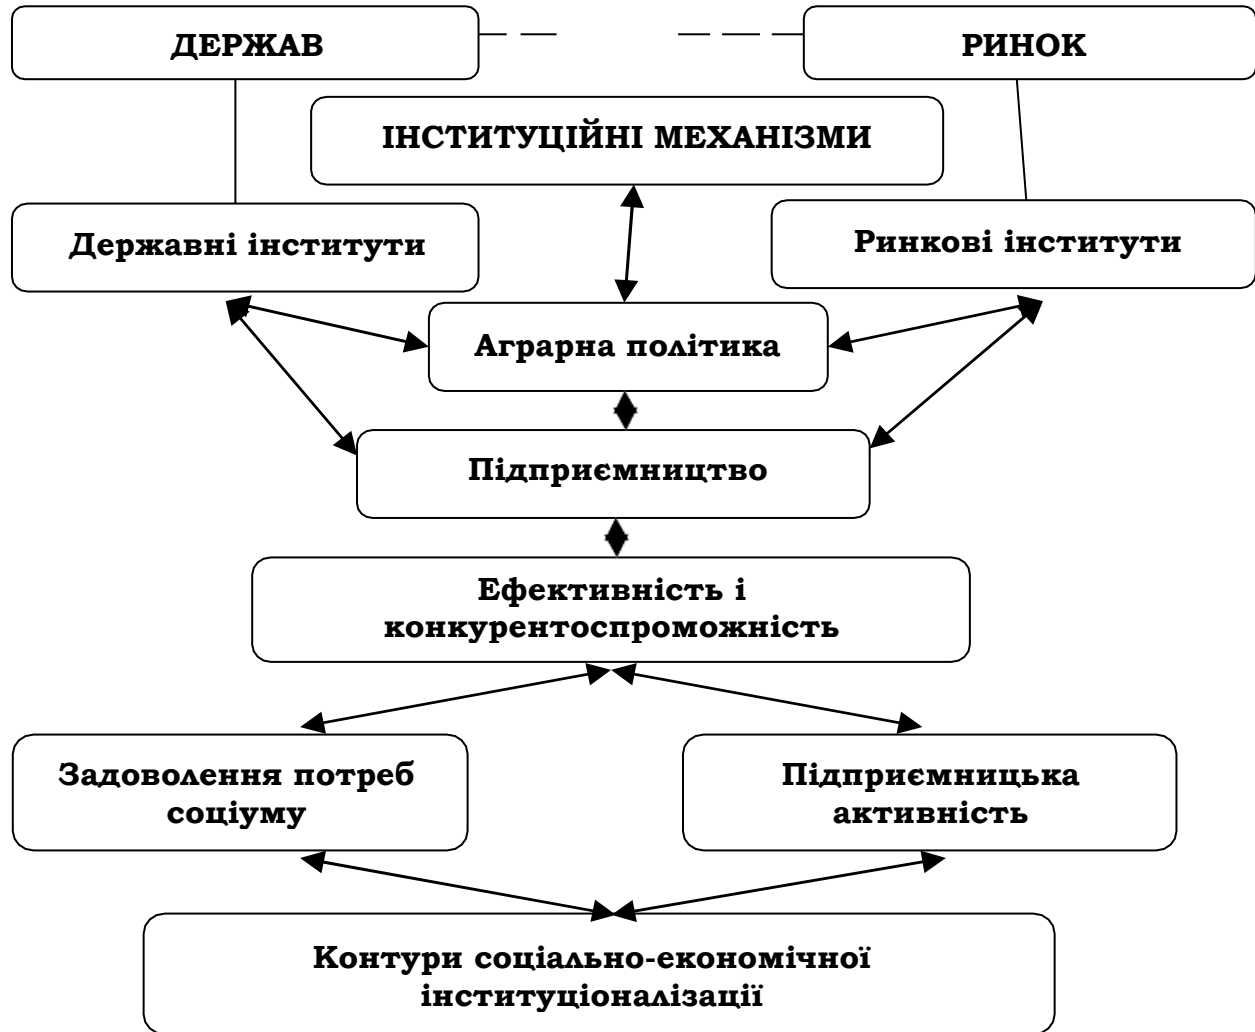 ДЕРЖАВ
РИНОК
ІНСТИТУЦІЙНІ МЕХАНІЗМИ
Державні інститути
Ринкові інститути
Аграрна політика
Підприємництво
Ефективність і
конкурентоспроможність
Задоволення потреб
соціуму
Підприємницька
активність
Контури соціально-економічної
інституціоналізації